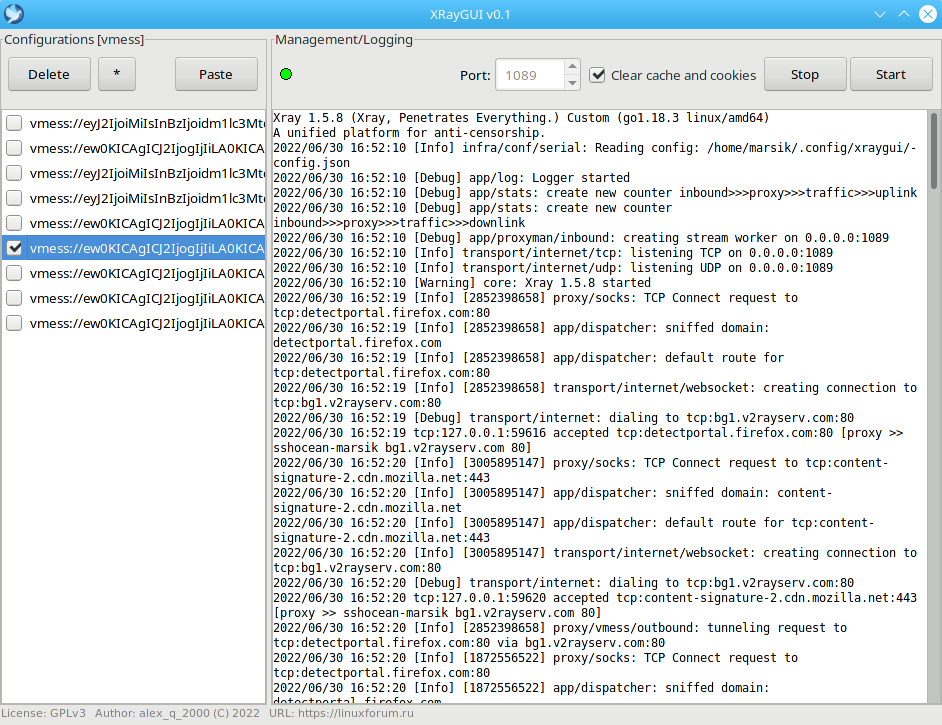 XRayGUI v0.1
Configurations [vmess]
Delete
*
Paste
vmess://eyJ2IjoiMiIsInBzIjoidm1lc3Mt
vmess://ew0KICAgICJ2IjogIjIiLA0KICA
vmess://eyJ2IjoiMiIsInBzIjoidm1lc3Mt
vmess://eyJ2IjoiMiIsInBzIjoidm1lc3Mt
vmess://ew0KICAgICJ2IjogIjIiLA0KICA
vmess://ew0KICAgICJ2IjogIjIiLA0KICA
vmess://ew0KICAgICJ2IjogIjIiLA0KICA
vmess://ew0KICAgICJ2IjogIjIiLA0KICA
vmess://ew0KICAgICJ2IjogIjIiLA0KICA
Management/Logging
Port:
1089
Clear cache and cookies
Stop
Start
Xray 1.5.8 (Xray, Penetrates Everything.) Custom (go1.18.3 linux/amd64)
A unified platform for anti-censorship.
2022/06/30 16:52:10 [Info] infra/conf/serial: Reading config: /home/marsik/.config/xraygui/-
config.json
2022/06/30 16:52:10 [Debug] app/log: Logger started
2022/06/30 16:52:10 [Debug] app/stats: create new counter inbound>>>proxy>>>traffic>>>uplink
2022/06/30 16:52:10 [Debug] app/stats: create new counter
inbound>>>proxy>>>traffic>>>downlink
2022/06/30 16:52:10 [Debug] app/proxyman/inbound: creating stream worker on 0.0.0.0:1089
2022/06/30 16:52:10 [Info] transport/internet/tcp: listening TCP on 0.0.0.0:1089
2022/06/30 16:52:10 [Info] transport/internet/udp: listening UDP on 0.0.0.0:1089
2022/06/30 16:52:10 [Warning] core: Xray 1.5.8 started
2022/06/30 16:52:19 [Info] [2852398658] proxy/socks: TCP Connect request to
tcp:detectportal.firefox.com:80
2022/06/30 16:52:19 [Info] [2852398658] app/dispatcher: sniffed domain:
detectportal.firefox.com
2022/06/30 16:52:19 [Info] [2852398658] app/dispatcher: default route for
tcp:detectportal.firefox.com:80
2022/06/30 16:52:19 [Info] [2852398658] transport/internet/websocket: creating connection to
tcp:bg1.v2rayserv.com:80
2022/06/30 16:52:19 [Debug] transport/internet: dialing to tcp:bg1.v2rayserv.com:80
2022/06/30 16:52:19 tcp:127.0.0.1:59616 accepted tcp:detectportal.firefox.com:80 [proxy >>
sshocean-marsik bg1.v2rayserv.com 80]
2022/06/30 16:52:20 [Info] [3005895147] proxy/socks: TCP Connect request to tcp:content-
signature-2.cdn.mozilla.net:443
2022/06/30 16:52:20 [Info] [3005895147] app/dispatcher: sniffed domain: content-
signature-2.cdn.mozilla.net
2022/06/30 16:52:20 [Info] [3005895147] app/dispatcher: default route for tcp:content-
signature-2.cdn.mozilla.net:443
2022/06/30 16:52:20 [Info] [3005895147] transport/internet/websocket: creating connection to
tcp:bg1.v2rayserv.com:80
2022/06/30 16:52:20 [Debug] transport/internet: dialing to tcp:bg1.v2rayserv.com:80
2022/06/30 16:52:20 tcp:127.0.0.1:59620 accepted tcp:content-signature-2.cdn.mozilla.net:443
[proxy >> sshocean-marsik bg1.v2rayserv.com 80]
2022/06/30 16:52:20 [Info] [2852398658] proxy/vmess/outbound: tunneling request to
tcp:detectportal.firefox.com:80 via bg1.v2rayserv.com:80
2022/06/30 16:52:20 [Info] [1872556522] proxy/socks: TCP Connect request to
tcp:detectportal.firefox.com:80
2022/06/30 16:52:20 [Info] [1872556522] app/dispatcher: sniffed domain:
detectportal.firefox.com
License: GPLv3 Author: alex_q_2000 (C) 2022 URL: https://linuxforum.ru